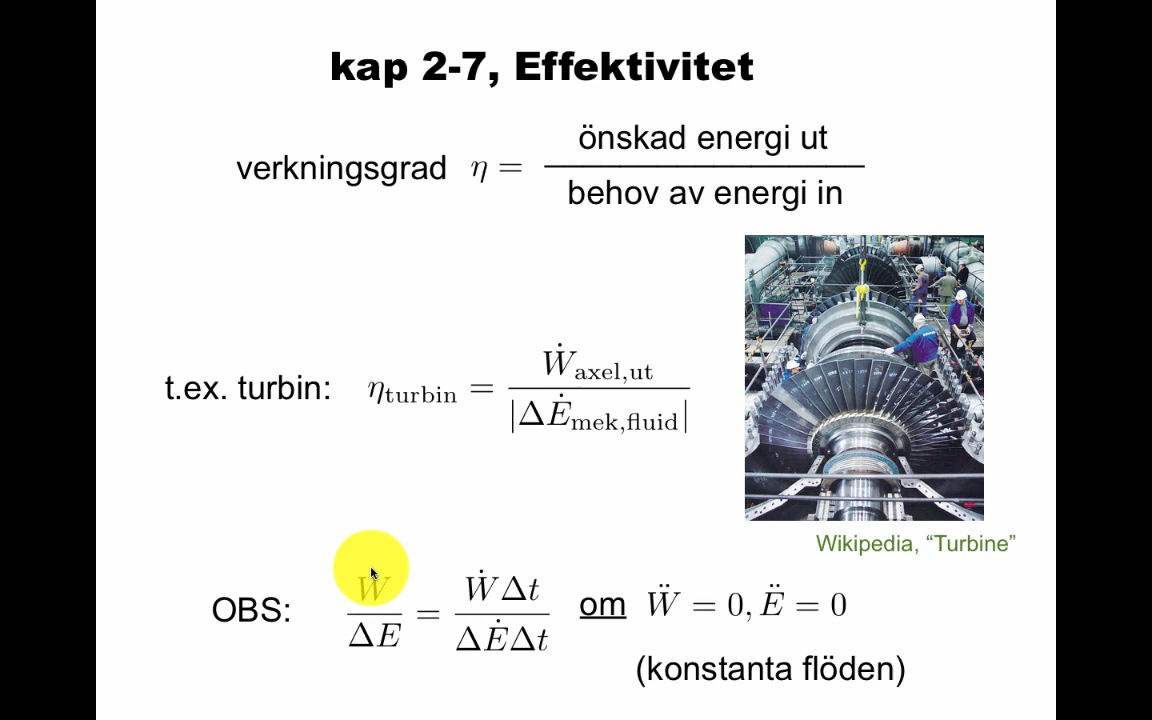 kap 2-7, Effektivitet
verkningsgrad η = önskad energi ut / behov av energi in
t.ex. turbin: η_turbin = Ẇ_axel,ut / |ΔĖ_mek,fluid|
Wikipedia, “Turbine”
OBS: W / ΔE = ẆΔt / ΔĖΔt om Ẅ = 0, Ë = 0
(konstanta flöden)